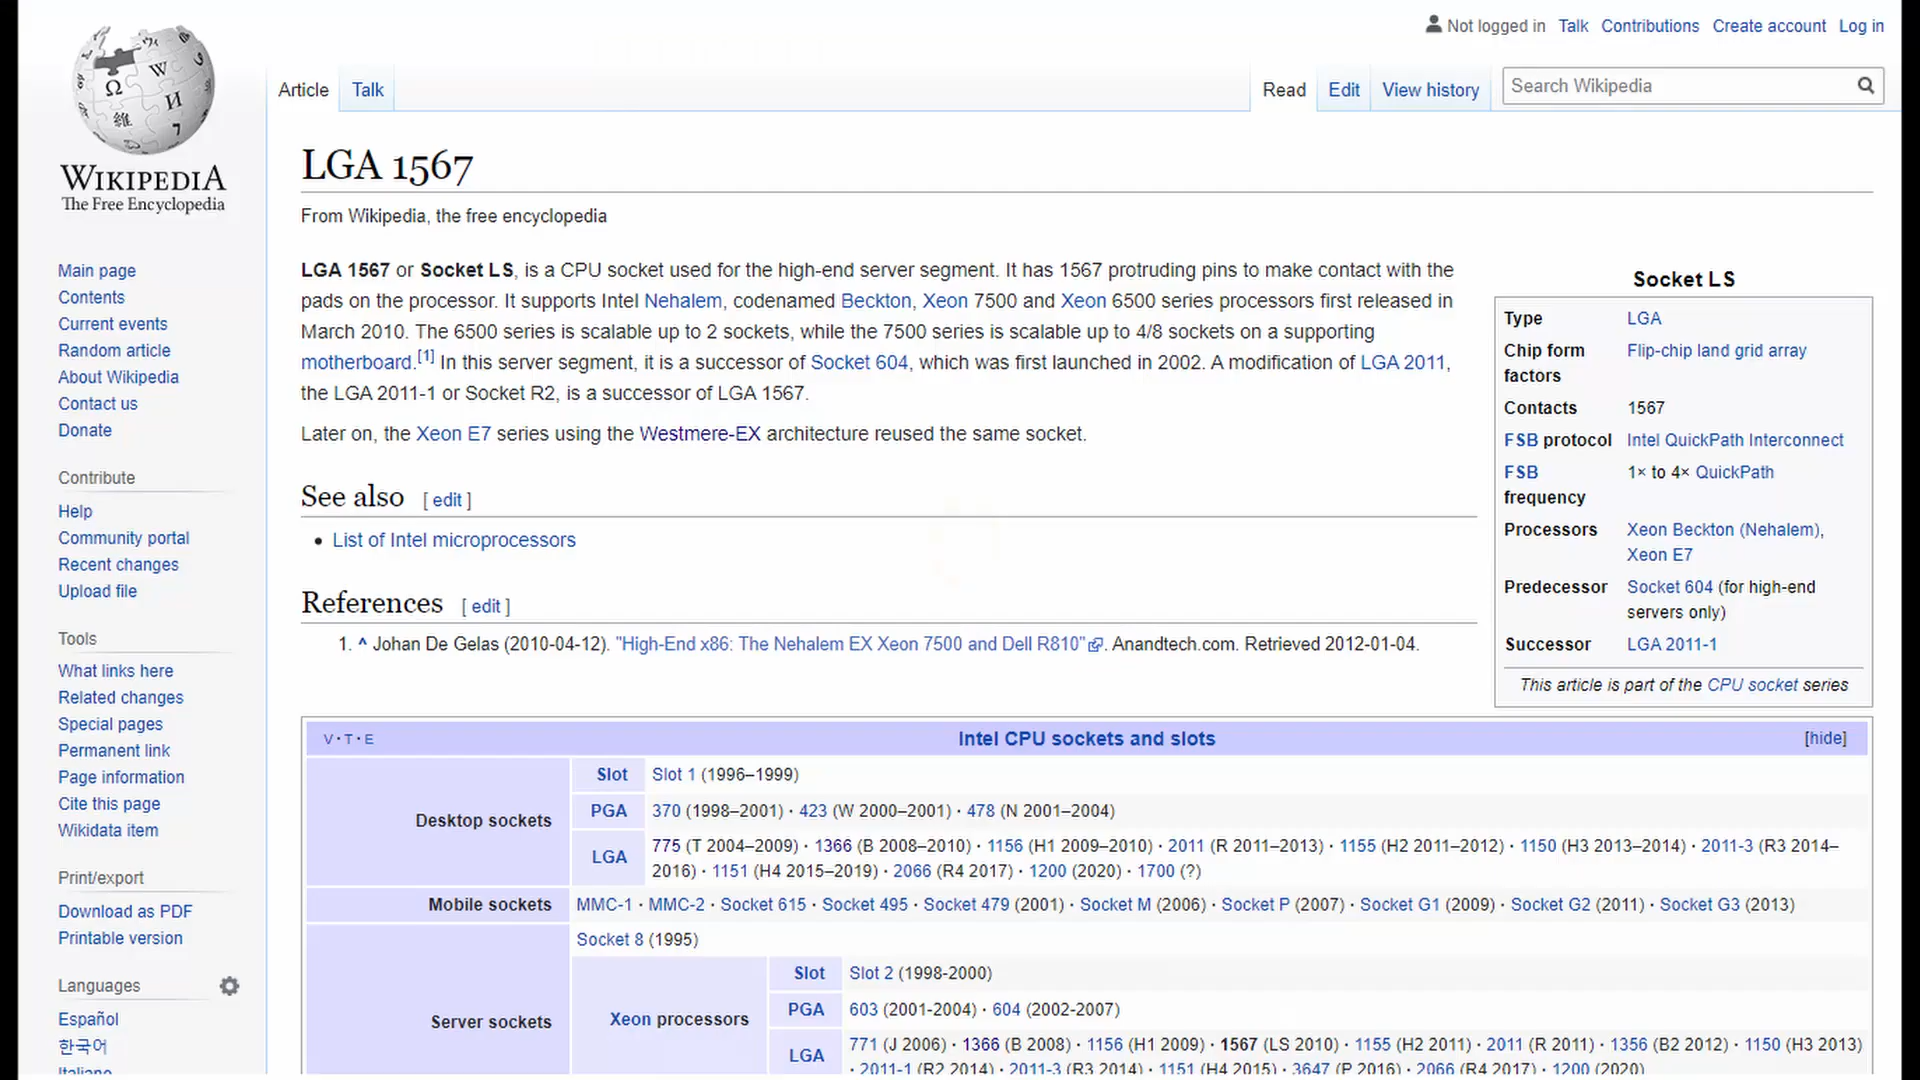 Not logged in Talk Contributions Create account Log in
Article Talk Read Edit View history Search Wikipedia
WIKIPEDIA
The Free Encyclopedia
Main page
Contents
Current events
Random article
About Wikipedia
Contact us
Donate
Contribute
Help
Community portal
Recent changes
Upload file
Tools
What links here
Related changes
Special pages
Permanent link
Page information
Cite this page
Wikidata item
Print/export
Download as PDF
Printable version
Languages
Español
한국어
Italiano
LGA 1567
From Wikipedia, the free encyclopedia
LGA 1567 or Socket LS, is a CPU socket used for the high-end server segment. It has 1567 protruding pins to make contact with the
pads on the processor. It supports Intel Nehalem, codenamed Beckton, Xeon 7500 and Xeon 6500 series processors first released in
March 2010. The 6500 series is scalable up to 2 sockets, while the 7500 series is scalable up to 4/8 sockets on a supporting
motherboard.[1] In this server segment, it is a successor of Socket 604, which was first launched in 2002. A modification of LGA 2011,
the LGA 2011-1 or Socket R2, is a successor of LGA 1567.
Later on, the Xeon E7 series using the Westmere-EX architecture reused the same socket.
See also [ edit ]
• List of Intel microprocessors
References [ edit ]
1. ^ Johan De Gelas (2010-04-12). "High-End x86: The Nehalem EX Xeon 7500 and Dell R810". Anandtech.com. Retrieved 2012-01-04.
Socket LS
Type LGA
Chip form Flip-chip land grid array
factors
Contacts 1567
FSB protocol Intel QuickPath Interconnect
FSB 1× to 4× QuickPath
frequency
Processors Xeon Beckton (Nehalem),
Xeon E7
Predecessor Socket 604 (for high-end
servers only)
Successor LGA 2011-1
This article is part of the CPU socket series
V·T·E Intel CPU sockets and slots [hide]
Desktop sockets
Slot Slot 1 (1996–1999)
PGA 370 (1998–2001) · 423 (W 2000–2001) · 478 (N 2001–2004)
LGA 775 (T 2004–2009) · 1366 (B 2008–2010) · 1156 (H1 2009–2010) · 2011 (R 2011–2013) · 1155 (H2 2011–2012) · 1150 (H3 2013–2014) · 2011-3 (R3 2014–
2016) · 1151 (H4 2015–2019) · 2066 (R4 2017) · 1200 (2020) · 1700 (?)
Mobile sockets MMC-1 · MMC-2 · Socket 615 · Socket 495 · Socket 479 (2001) · Socket M (2006) · Socket P (2007) · Socket G1 (2009) · Socket G2 (2011) · Socket G3 (2013)
Server sockets
Socket 8 (1995)
Xeon processors
Slot Slot 2 (1998-2000)
PGA 603 (2001-2004) · 604 (2002-2007)
LGA 771 (J 2006) · 1366 (B 2008) · 1156 (H1 2009) · 1567 (LS 2010) · 1155 (H2 2011) · 2011 (R 2011) · 1356 (B2 2012) · 1150 (H3 2013)
· 2011-1 (R2 2014) · 2011-3 (R3 2014) · 1151 (H4 2015) · 3647 (P 2016) · 2066 (R4 2017) · 1200 (2020)